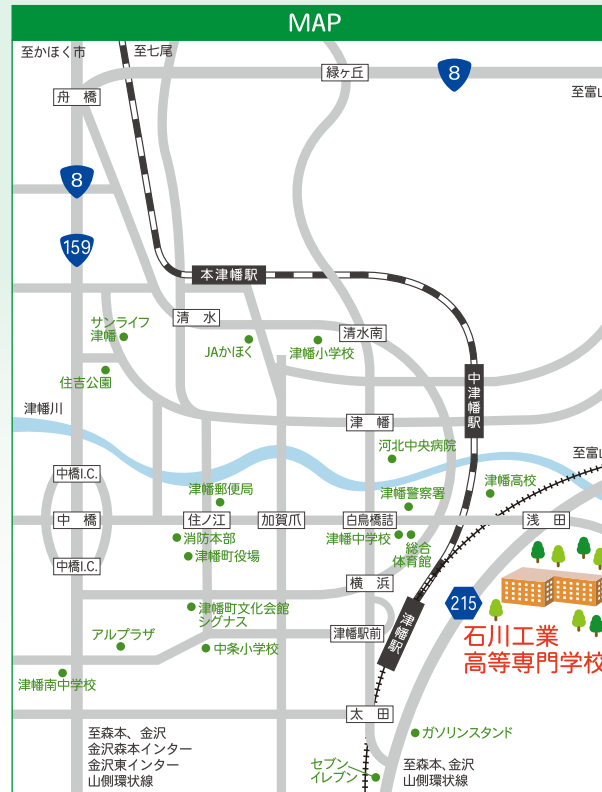 MAP
至かほく市
至七尾
緑ヶ丘
8
至富山
舟 橋
8
159
本津幡駅
サンライフ
津幡
清 水
JAかほく
津幡小学校
清水南
住吉公園
中津幡駅
津幡川
津 幡
河北中央病院
至富
中橋I.C.
津幡郵便局
津幡警察署
津幡高校
中 橋
住ノ江
加賀爪
白鳥橋詰
浅 田
消防本部
津幡町役場
津幡中学校
総合
体育館
中橋I.C.
横 浜
津幡町文化会館
シグナス
215
津幡駅前
津幡駅
石川工業
高等専門学校
アルプラザ
中条小学校
津幡南中学校
太 田
至森本、金沢
金沢森本インター
金沢東インター
山側環状線
ガソリンスタンド
セブン
イレブン
至森本、金沢
山側環状線